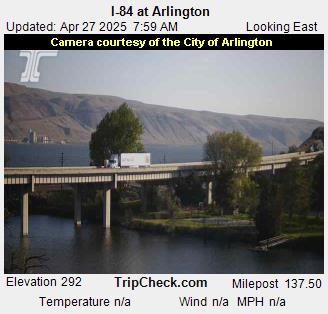 I-84 at Arlington
Updated: Apr 27 2025 7:59 AM Looking East
Camera courtesy of the City of Arlington
Elevation 292 TripCheck.com Milepost 137.50
Temperature n/a Wind n/a MPH n/a